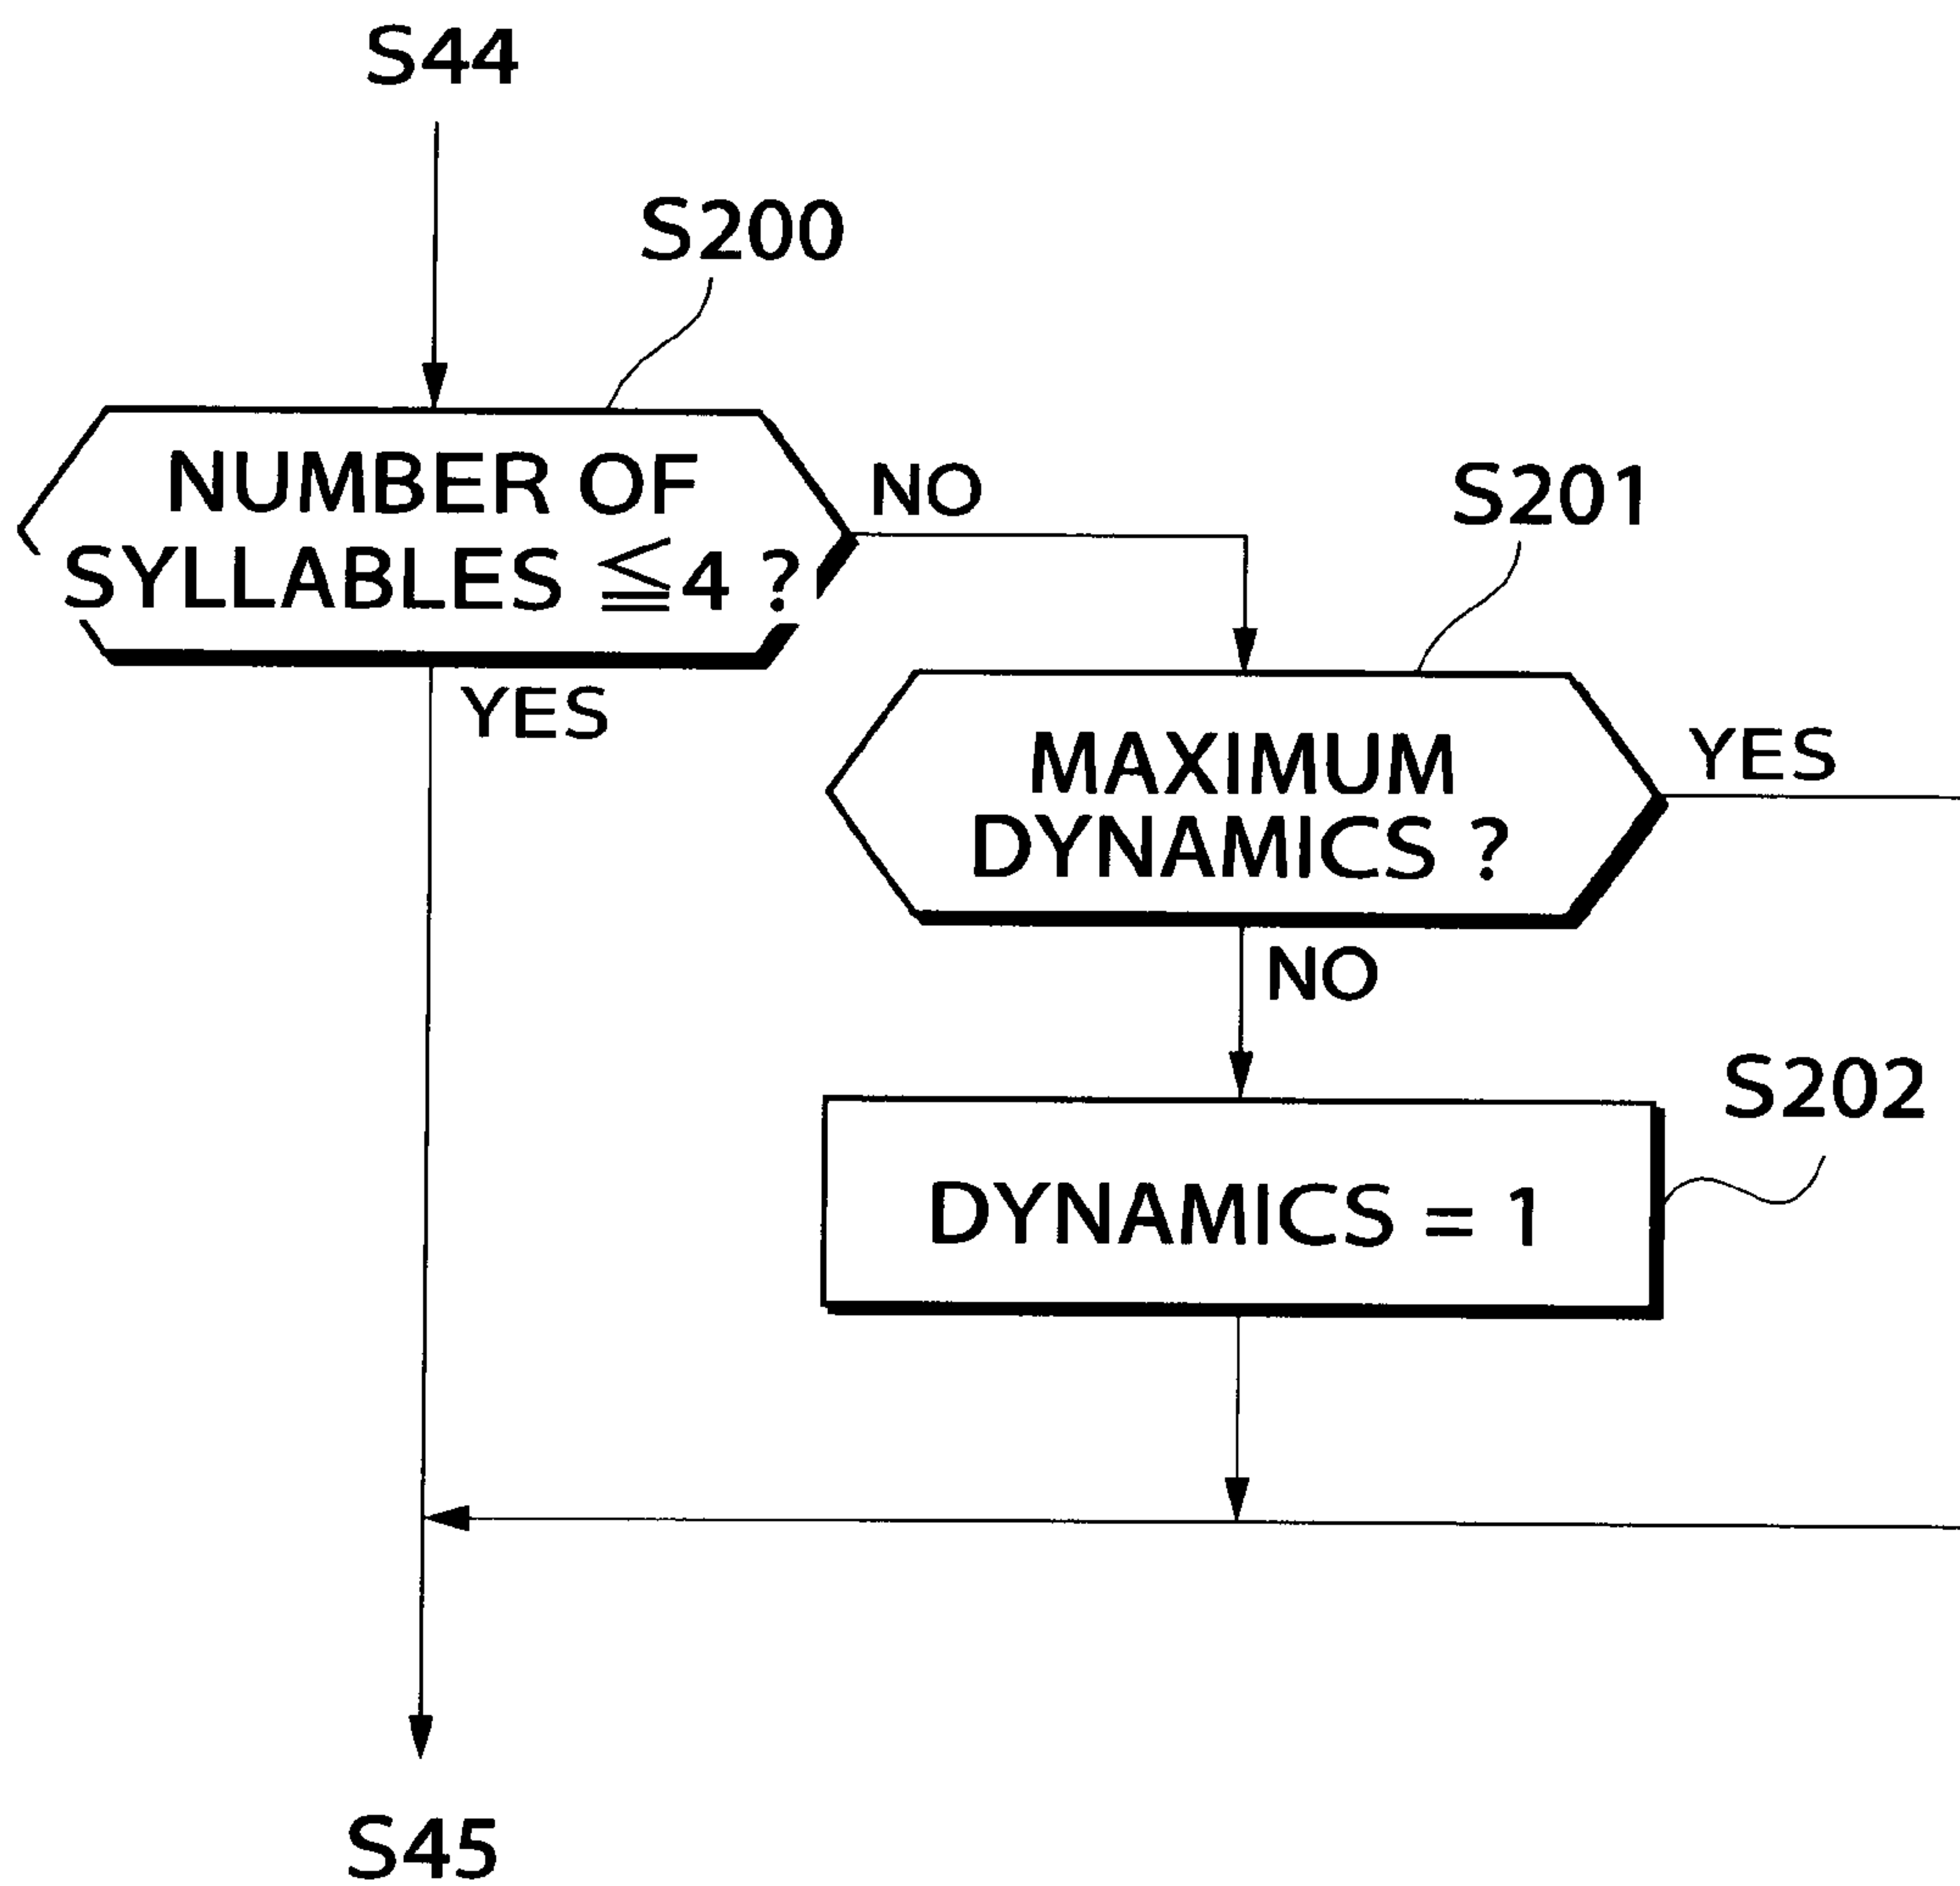 S44
S200
NUMBER OF
SYLLABLES ≦4 ?
NO
YES
S201
MAXIMUM
DYNAMICS ?
YES
NO
S202
DYNAMICS = 1
S45